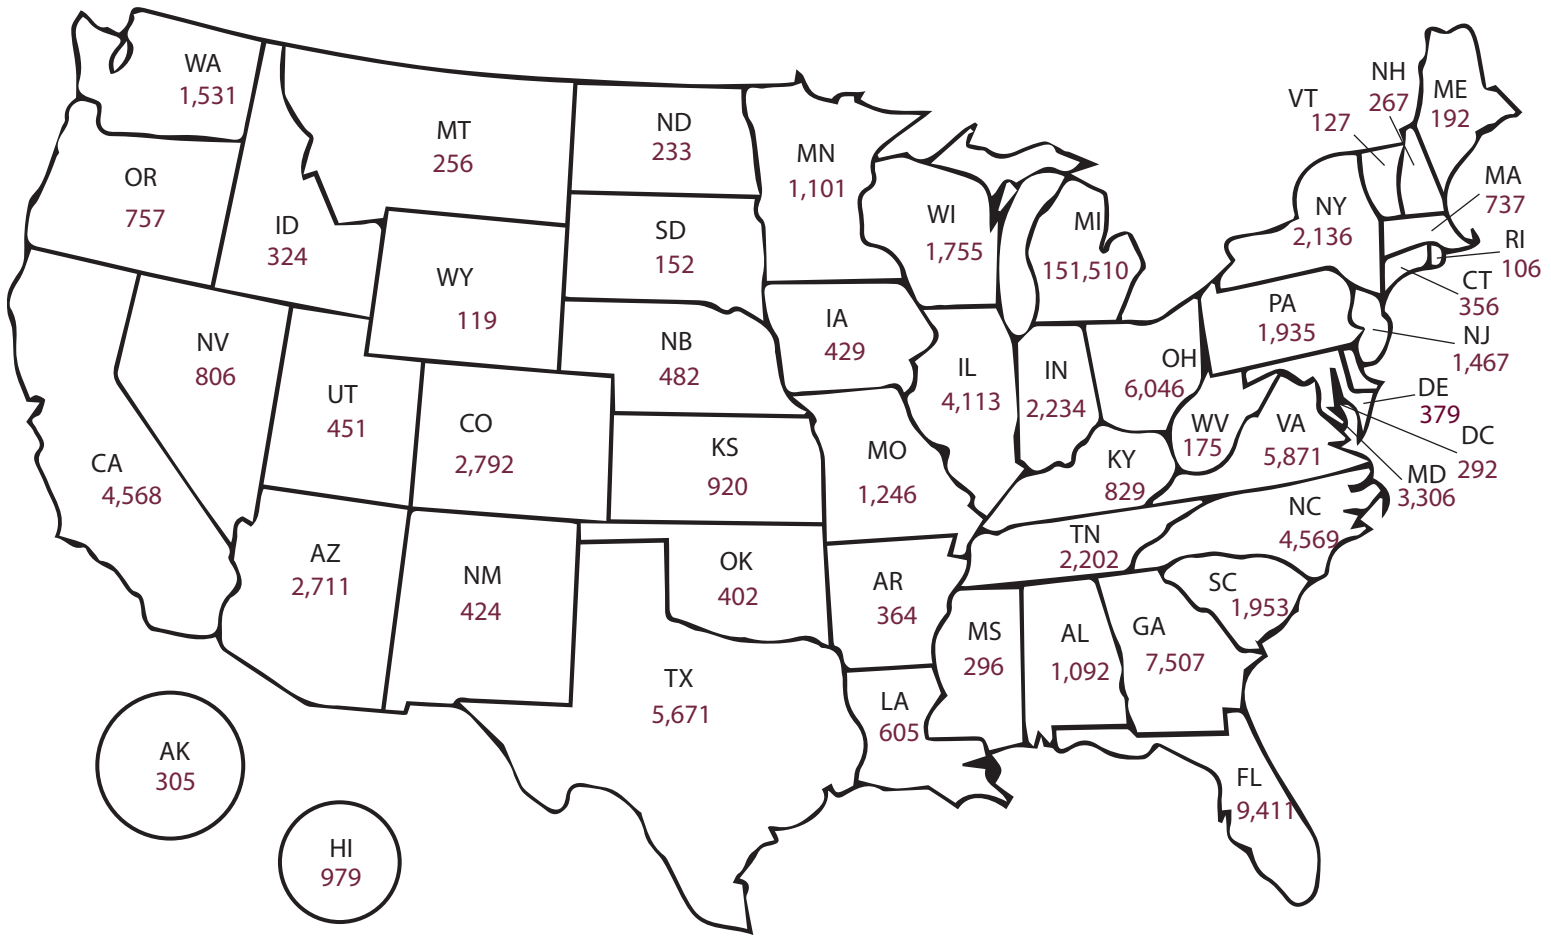 WA
1,531
OR
757
CA
4,568
ID
324
NV
806
MT
256
WY
119
UT
451
CO
2,792
AZ
2,711
NM
424
ND
233
SD
152
NB
482
KS
920
OK
402
TX
5,671
MN
1,101
IA
429
MO
1,246
AR
364
LA
605
WI
1,755
IL
4,113
MI
151,510
IN
2,234
OH
6,046
KY
829
TN
2,202
MS
296
AL
1,092
GA
7,507
FL
9,411
SC
1,953
NC
4,569
VA
5,871
WV
175
PA
1,935
NY
2,136
VT
127
NH
267
ME
192
MA
737
RI
106
CT
356
NJ
1,467
DE
379
DC
292
MD
3,306
AK
305
HI
979